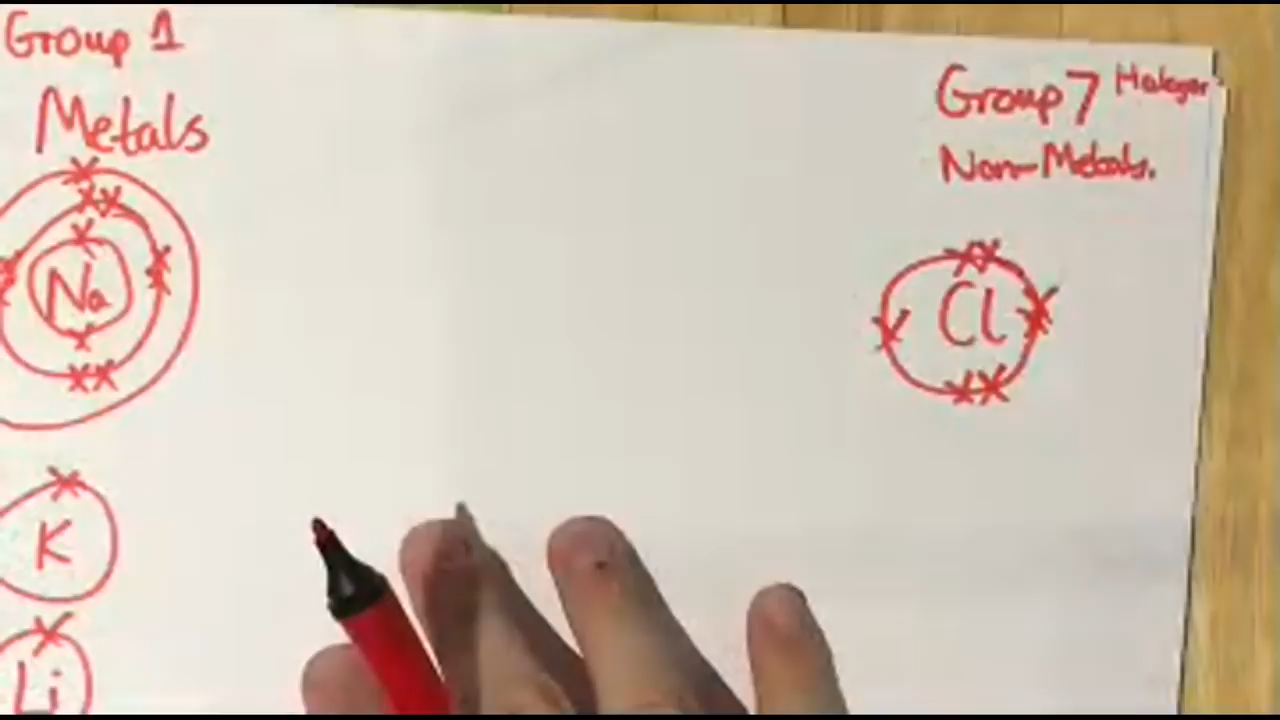 Group 1
Metals
Na
K
Li
Group 7
Non-Metals.
Cl